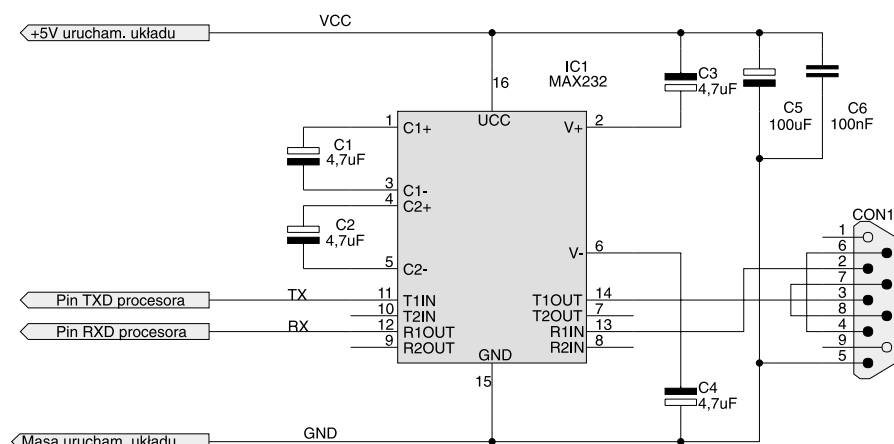 +5V urucham. układu
VCC
IC1
MAX232
16
UCC
C3
4,7uF
C5
100uF
C6
100nF
1
C1+
V+
2
C1
4,7uF
3
C1-
4
C2+
C2
4,7uF
5
C2-
V-
6
CON1
1
6
2
7
3
8
4
9
5
Pin TXD procesora
TX
11
T1IN
T1OUT
14
10
T2IN
T2OUT
7
Pin RXD procesora
RX
12
R1OUT
R1IN
13
9
R2OUT
R2IN
8
GND
15
C4
4,7uF
Masa urucham. układu
GND